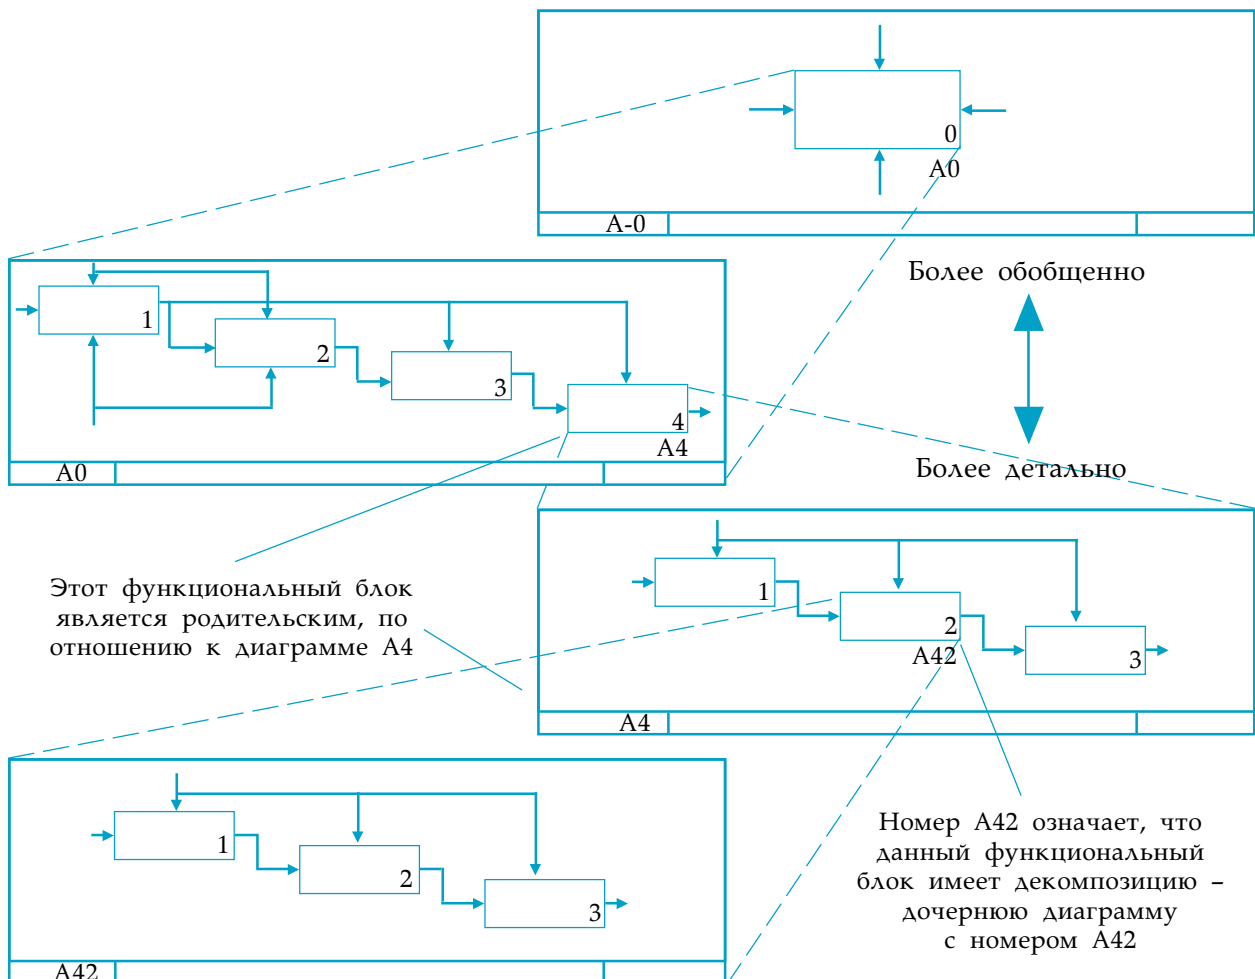 0
A0
A-0
Более обобщенно
1
2
3
4
A4
A0
Более детально
Этот функциональный блок
является родительским, по
отношению к диаграмме A4
1
2
A42
3
A4
1
2
3
A42
Номер A42 означает, что
данный функциональный
блок имеет декомпозицию –
дочернюю диаграмму
с номером A42